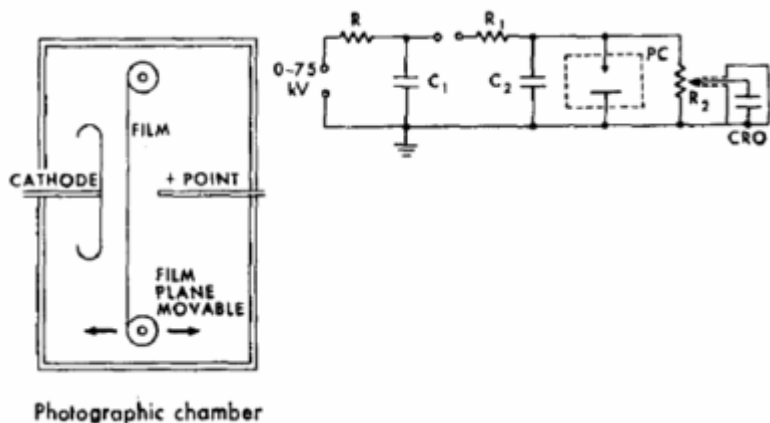 FILM
CATHODE
+ POINT
FILM
PLANE
MOVABLE
Photographic chamber
R
R1
PC
0-75
kV
C1
C2
R2
CRO